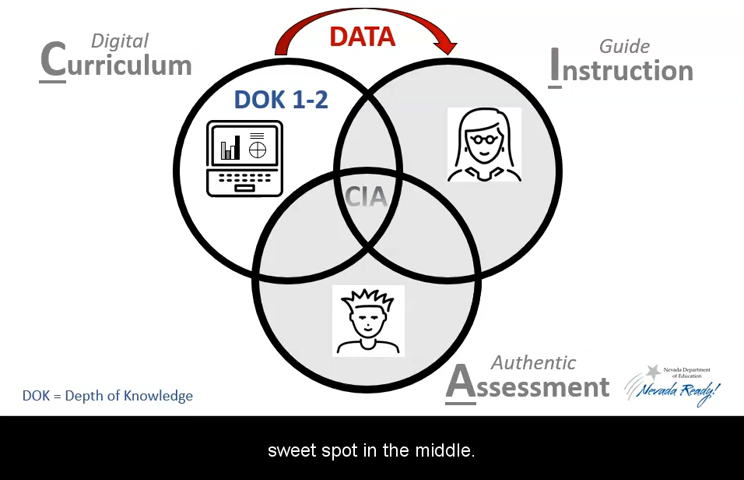 DATA
Digital
Curriculum
Guide
Instruction
DOK 1-2
CIA
Authentic
Assessment
Nevada Department
of Education
Nevada Ready!
DOK = Depth of Knowledge
sweet spot in the middle.